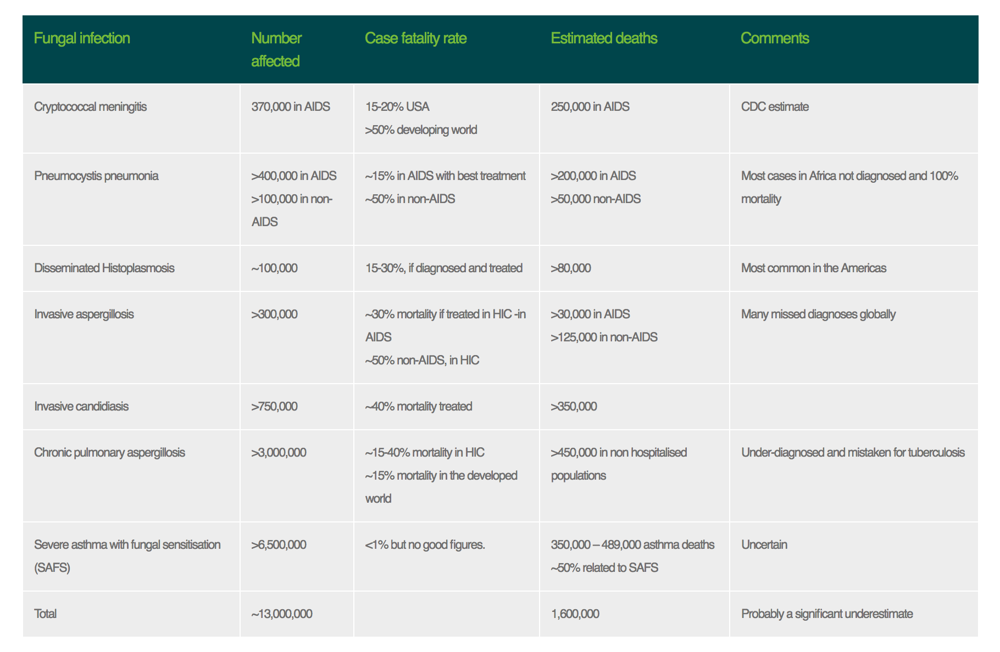 Fungal infection
Number
affected
Case fatality rate
Estimated deaths
Comments
Cryptococcal meningitis
370,000 in AIDS
15-20% USA
>50% developing world
250,000 in AIDS
CDC estimate
Pneumocystis pneumonia
>400,000 in AIDS
>100,000 in non-
AIDS
~15% in AIDS with best treatment
~50% in non-AIDS
>200,000 in AIDS
>50,000 non-AIDS
Most cases in Africa not diagnosed and 100%
mortality
Disseminated Histoplasmosis
~100,000
15-30%, if diagnosed and treated
>80,000
Most common in the Americas
Invasive aspergillosis
>300,000
~30% mortality if treated in HIC -in
AIDS
~50% non-AIDS, in HIC
>30,000 in AIDS
>125,000 in non-AIDS
Many missed diagnoses globally
Invasive candidiasis
>750,000
~40% mortality treated
>350,000
Chronic pulmonary aspergillosis
>3,000,000
~15-40% mortality in HIC
~15% mortality in the developed
world
>450,000 in non hospitalised
populations
Under-diagnosed and mistaken for tuberculosis
Severe asthma with fungal sensitisation
(SAFS)
>6,500,000
<1% but no good figures.
350,000 – 489,000 asthma deaths
~50% related to SAFS
Uncertain
Total
~13,000,000
1,600,000
Probably a significant underestimate